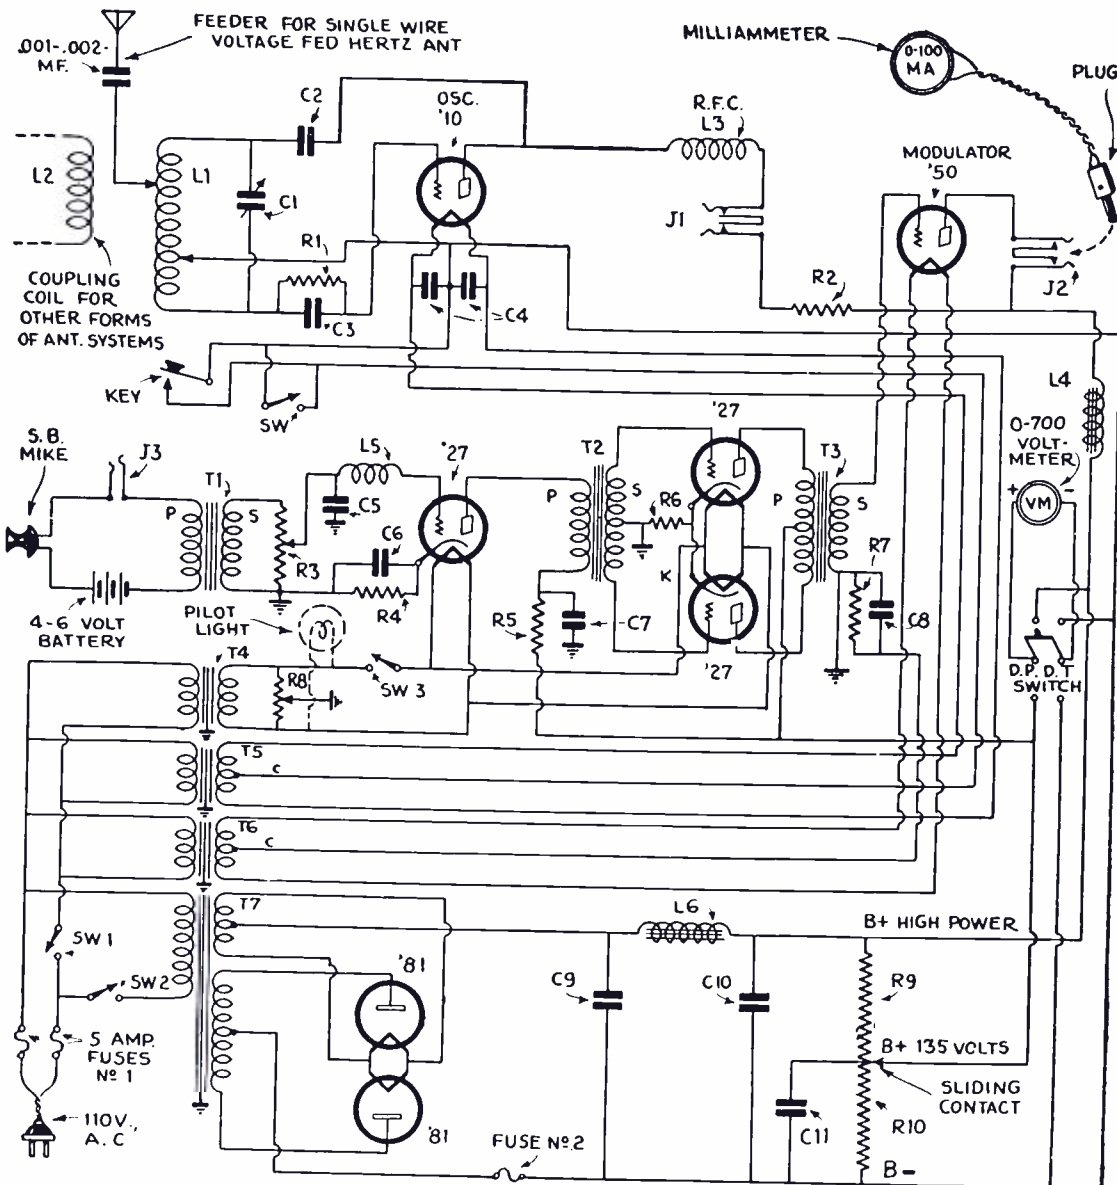 FEEDER FOR SINGLE WIRE
VOLTAGE FED HERTZ ANT
.001-.002-
MF.
MILLIAMMETER
0-100
MA
PLUG
C2
OSC.
'10
R.F.C.
L3
MODULATOR
'50
L2
L1
C1
J1
R1
C3
C4
R2
J2
COUPLING
COIL FOR
OTHER FORMS
OF ANT. SYSTEMS
KEY
SW
L4
S.B.
MIKE
J3
T1
P
S
L5
C5
'27
T2
P
S
'27
T3
P
S
0-700
VOLT-
METER
+
VM
-
R3
C6
R4
R6
K
R7
C8
4-6 VOLT
BATTERY
PILOT
LIGHT
R5
C7
'27
D.P. D.T
SWITCH
T4
R8
SW 3
T5
C
T6
C
T7
L6
B+ HIGH POWER
SW1
SW2
'81
C9
C10
R9
5 AMP.
FUSES
Nº 1
B+ 135 VOLTS
SLIDING
CONTACT
110V.,
A.C
'81
FUSE Nº.2
C11
R10
B-